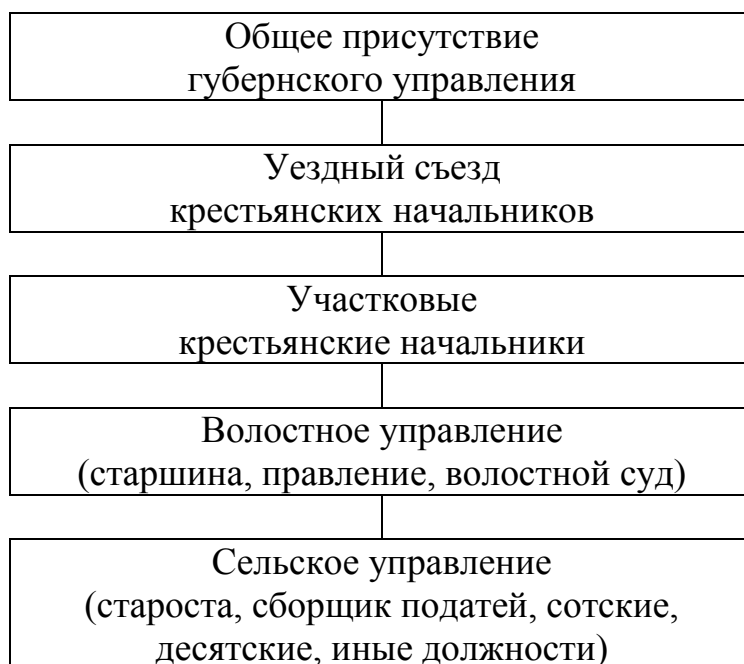 Общее присутствие
губернского управления
Уездный съезд
крестьянских начальников
Участковые
крестьянские начальники
Волостное управление
(старшина, правление, волостной суд)
Сельское управление
(староста, сборщик податей, сотские,
десятские, иные должности)